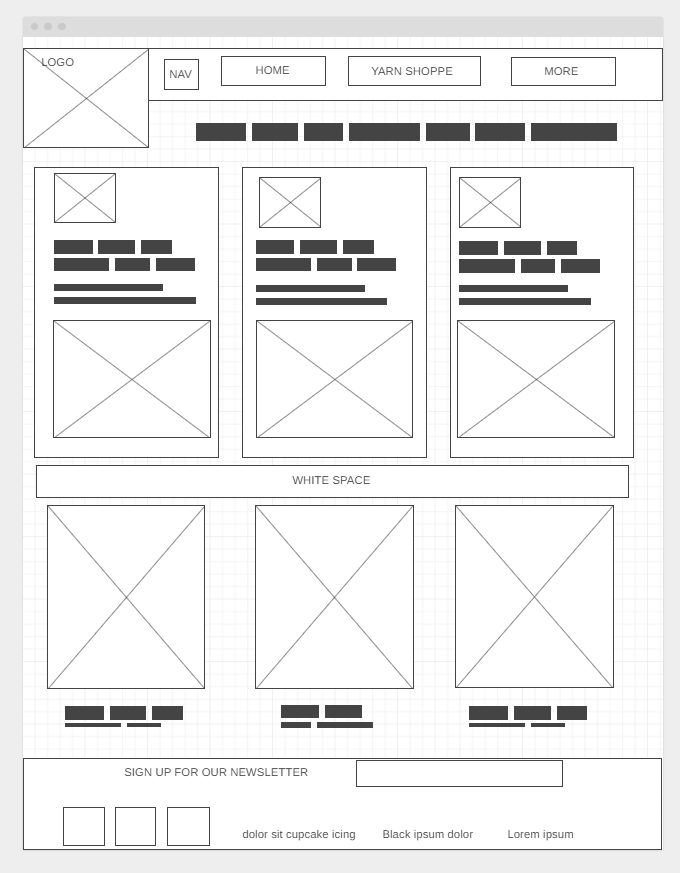 LOGO
NAV
HOME
YARN SHOPPE
MORE
WHITE SPACE
SIGN UP FOR OUR NEWSLETTER
dolor sit cupcake icing
Black ipsum dolor
Lorem ipsum